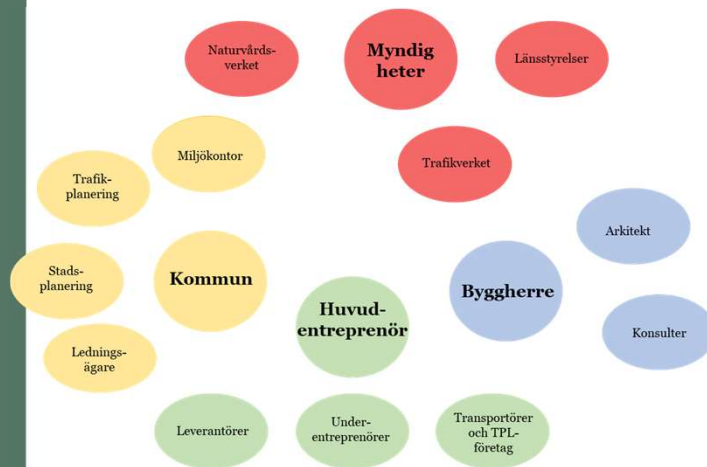 Naturvårds-
verket
Myndig
heter
Länsstyrelser
Miljökontor
Trafikverket
Trafik-
planering
Arkitekt
Stads-
planering
Kommun
Byggherre
Huvud-
entreprenör
Konsulter
Lednings-
ägare
Leverantörer
Under-
entreprenörer
Transportörer
och TPL-
företag